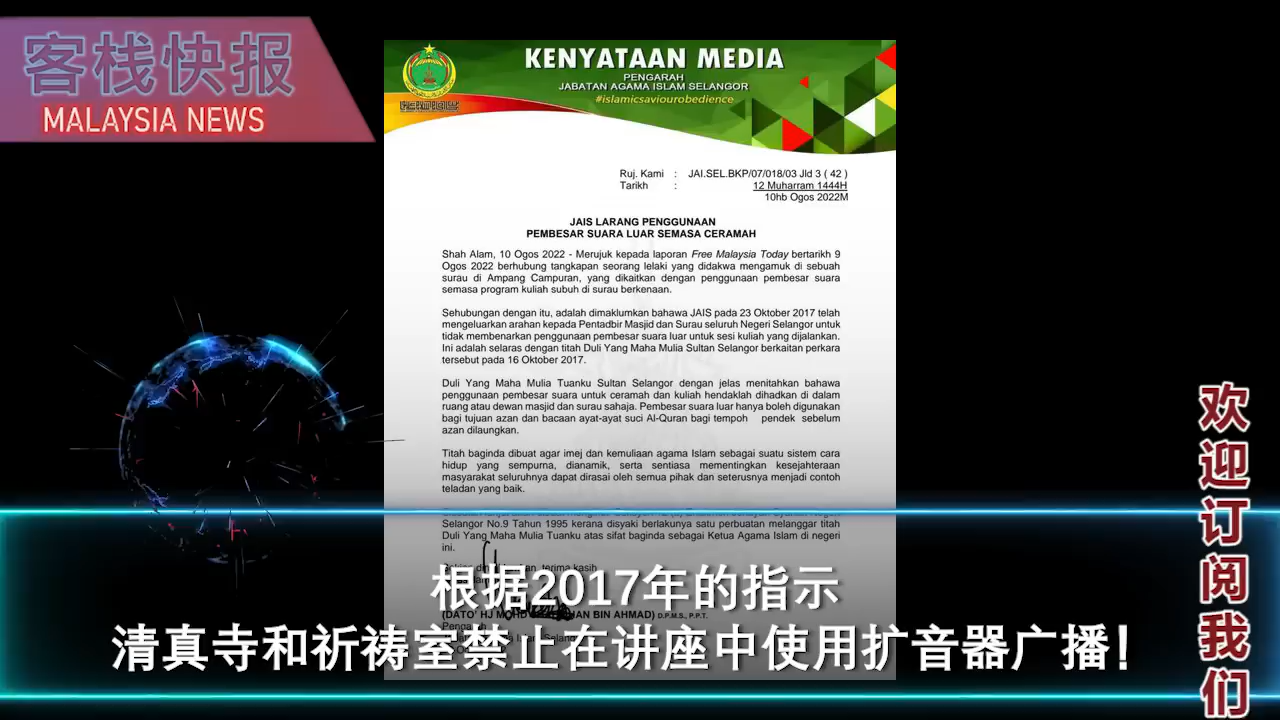 客栈快报
MALAYSIA NEWS
KENYATAAN MEDIA
PENGARAH
JABATAN AGAMA ISLAM SELANGOR
#islamicsaviourobedience
Ruj. Kami : JAI.SEL.BKP/07/018/03 Jld 3 ( 42 )
Tarikh : 12 Muharram 1444H
10hb Ogos 2022M
JAIS LARANG PENGGUNAAN
PEMBESAR SUARA LUAR SEMASA CERAMAH
Shah Alam, 10 Ogos 2022 - Merujuk kepada laporan Free Malaysia Today bertarikh 9
Ogos 2022 berhubung tangkapan seorang lelaki yang didakwa mengamuk di sebuah
surau di Ampang Campuran, yang dikaitkan dengan penggunaan pembesar suara
semasa program kuliah subuh di surau berkenaan.
Sehubungan dengan itu, adalah dimaklumkan bahawa JAIS pada 23 Oktober 2017 telah
mengeluarkan arahan kepada Pentadbir Masjid dan Surau seluruh Negeri Selangor untuk
tidak membenarkan penggunaan pembesar suara luar untuk sesi kuliah yang dijalankan.
Ini adalah selaras dengan titah Duli Yang Maha Mulia Sultan Selangor berkaitan perkara
tersebut pada 16 Oktober 2017.
Duli Yang Maha Mulia Tuanku Sultan Selangor dengan jelas menitahkan bahawa
penggunaan pembesar suara untuk ceramah dan kuliah hendaklah dihadkan di dalam
ruang atau dewan masjid dan surau sahaja. Pembesar suara luar hanya boleh digunakan
bagi tujuan azan dan bacaan ayat-ayat suci Al-Quran bagi tempoh pendek sebelum
azan dilaungkan.
Titah baginda dibuat agar imej dan kemuliaan agama Islam sebagai suatu sistem cara
hidup yang sempurna, dianamik, serta sentiasa mementingkan kesejahteraan
masyarakat seluruhnya dapat dirasai oleh semua pihak dan seterusnya menjadi contoh
teladan yang baik.
Selangor No.9 Tahun 1995 kerana disyaki berlakunya satu perbuatan melanggar titah
Duli Yang Maha Mulia Tuanku atas sifat baginda sebagai Ketua Agama Islam di negeri
ini.
terima kasih
(DATO' HJ MOHD HAN BIN AHMAD) D.P.M.S., P.P.T.
根据2017年的指示
清真寺和祈祷室禁止在讲座中使用扩音器广播！
欢迎订阅我们